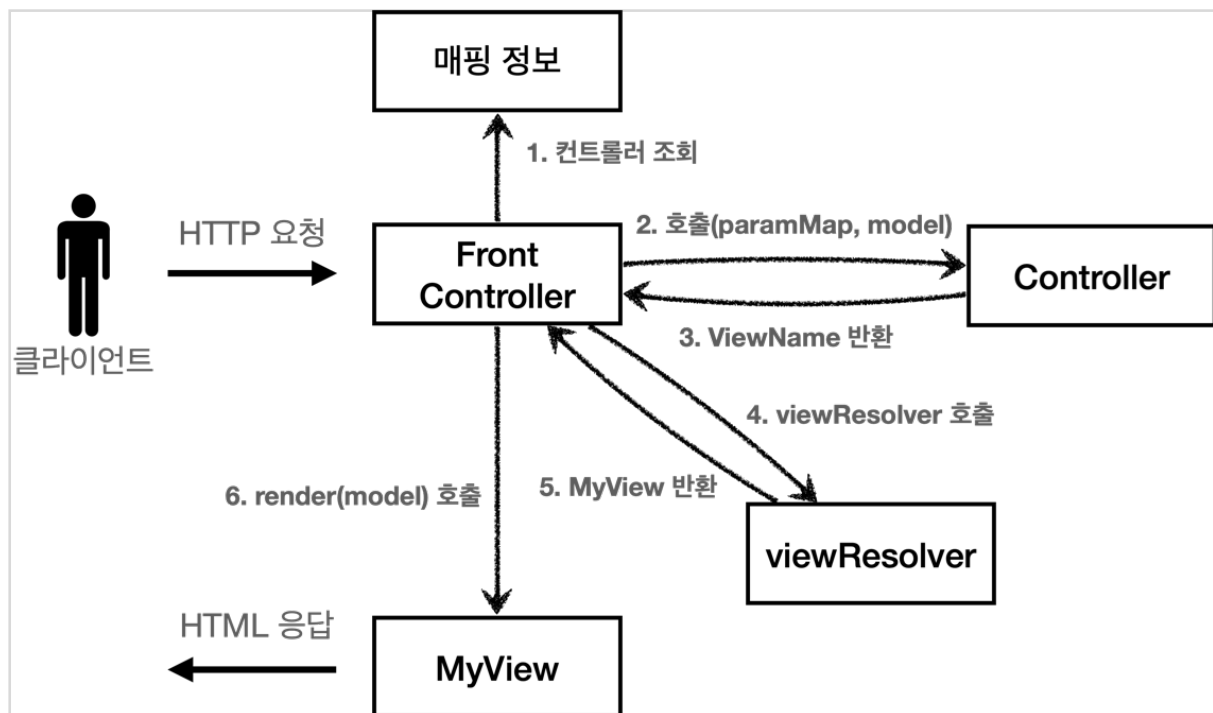 매핑 정보
1. 컨트롤러 조회
HTTP 요청
2. 호출(paramMap, model)
Front
Controller
Controller
3. ViewName 반환
클라이언트
4. viewResolver 호출
6. render(model) 호출
5. MyView 반환
viewResolver
HTML 응답
MyView